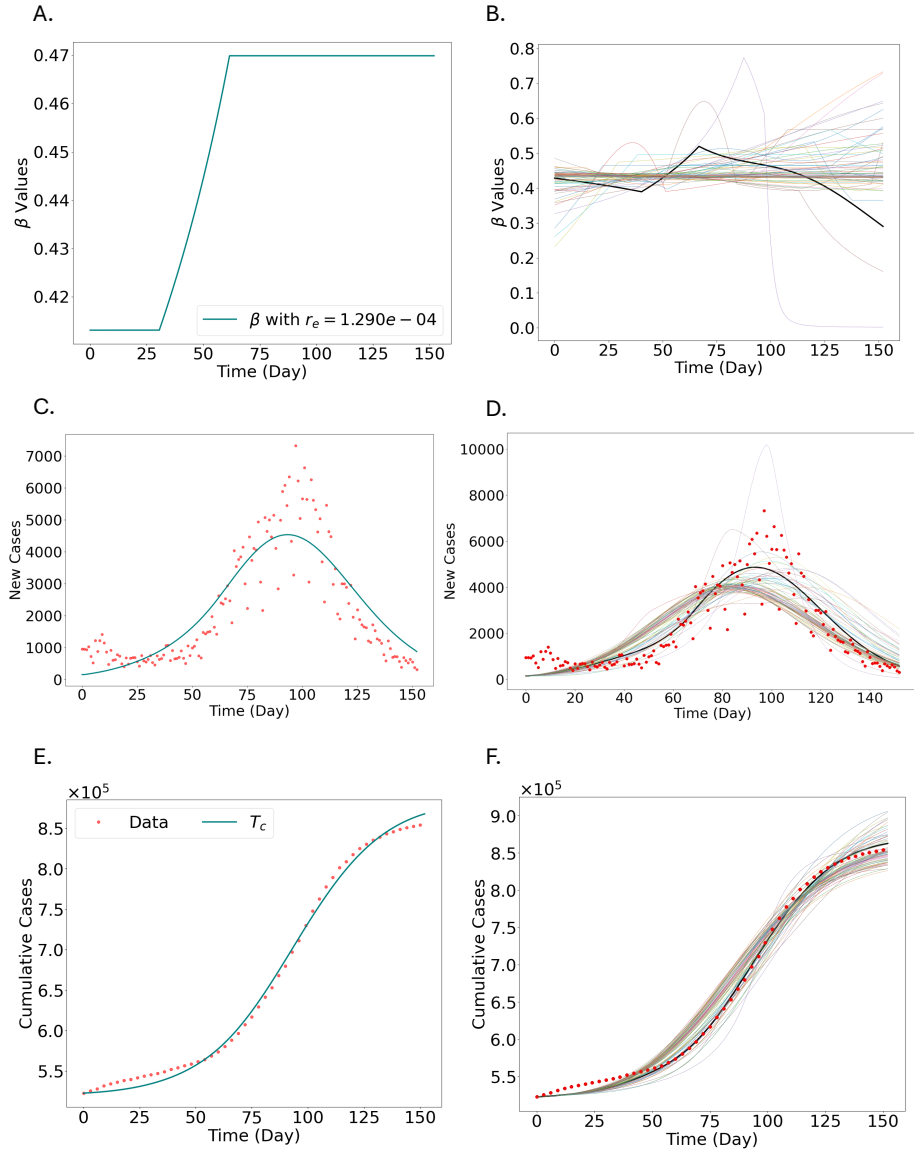 A.
0.47
0.46
0.45
0.44
0.43
0.42
β Values
β with r_e = 1.290e − 04
0 25 50 75 100 125 150
Time (Day)
B.
0.8
0.7
0.6
0.5
0.4
0.3
0.2
0.1
0.0
β Values
0 25 50 75 100 125 150
Time (Day)
C.
7000
6000
5000
4000
3000
2000
1000
0
New Cases
0 25 50 75 100 125 150
Time (Day)
D.
10000
8000
6000
4000
2000
0
New Cases
0 20 40 60 80 100 120 140
Time (Day)
E.
×10⁵
8.5
8.0
7.5
7.0
6.5
6.0
5.5
Cumulative Cases
Data T_c
0 25 50 75 100 125 150
Time (Day)
F.
×10⁵
9.0
8.5
8.0
7.5
7.0
6.5
6.0
5.5
Cumulative Cases
0 25 50 75 100 125 150
Time (Day)